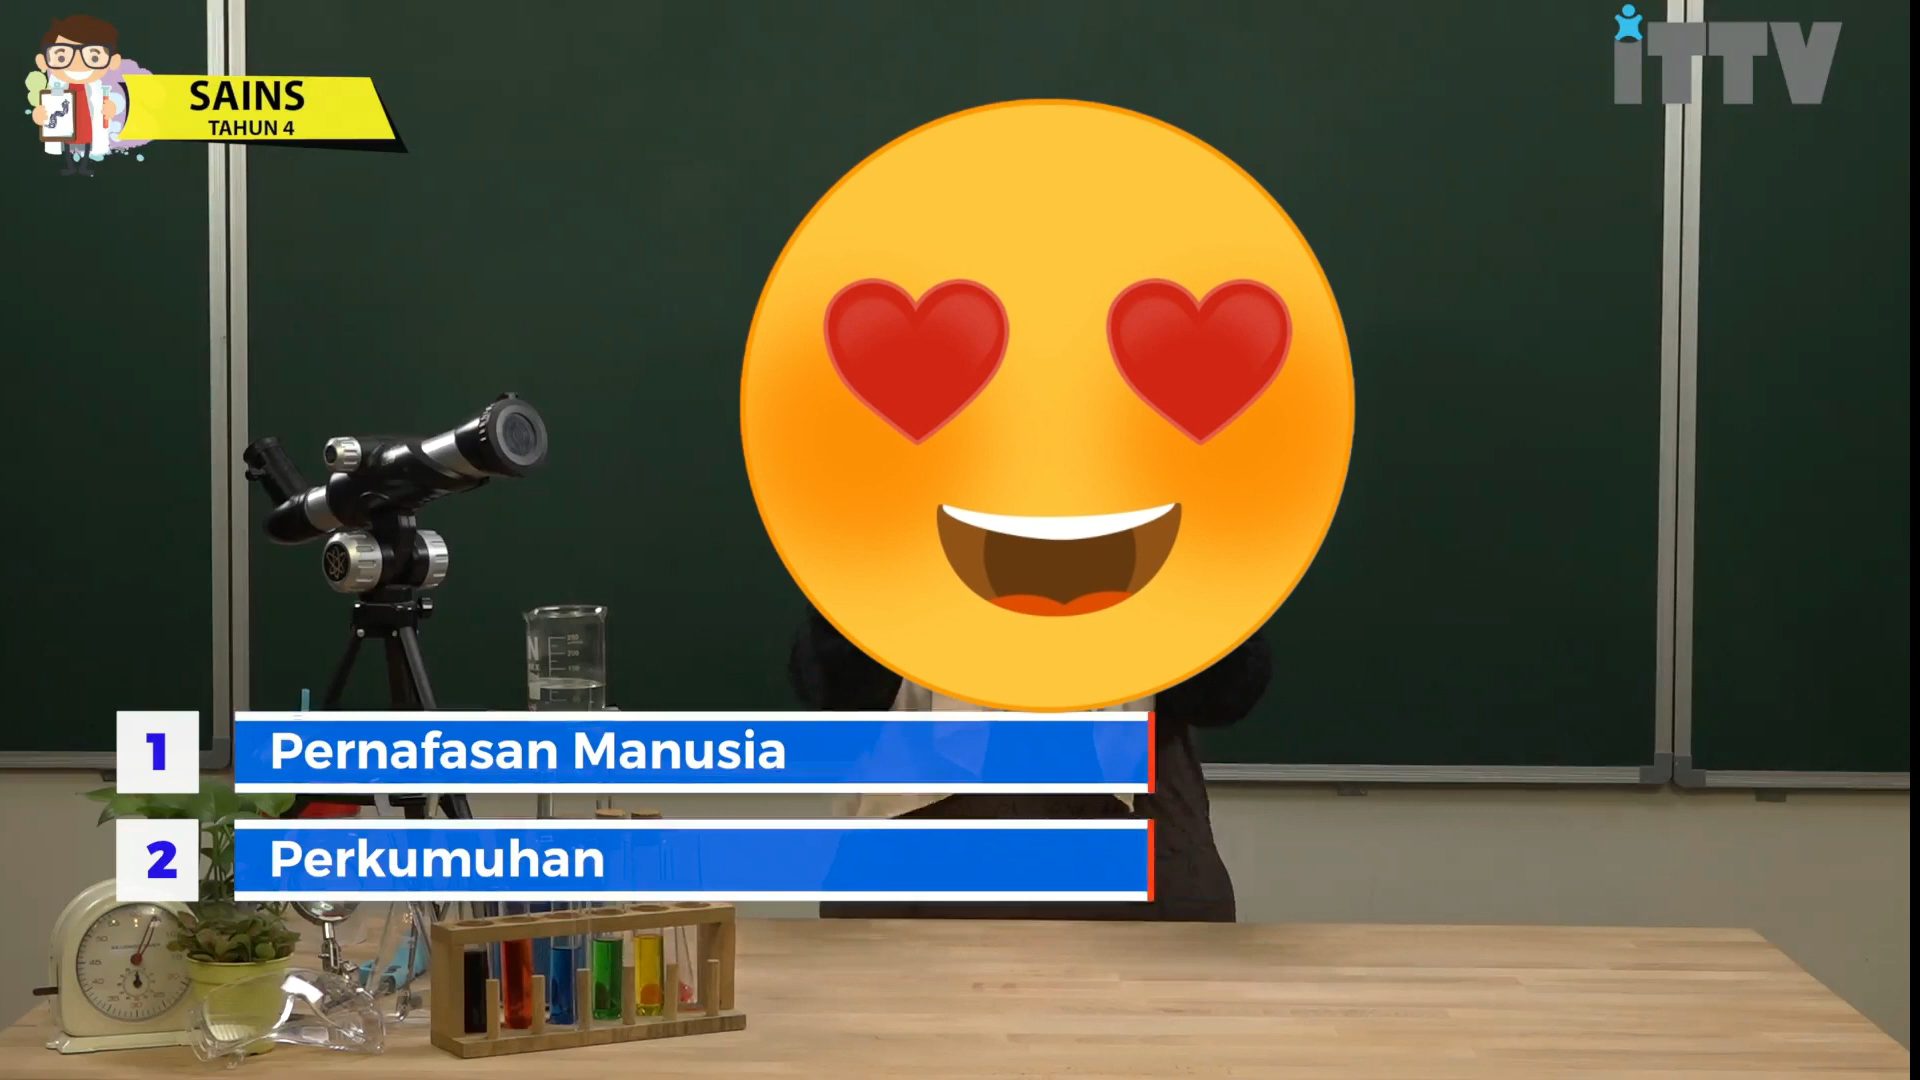 SAINS
TAHUN 4
iTTV
1 Pernafasan Manusia
2 Perkumuhan